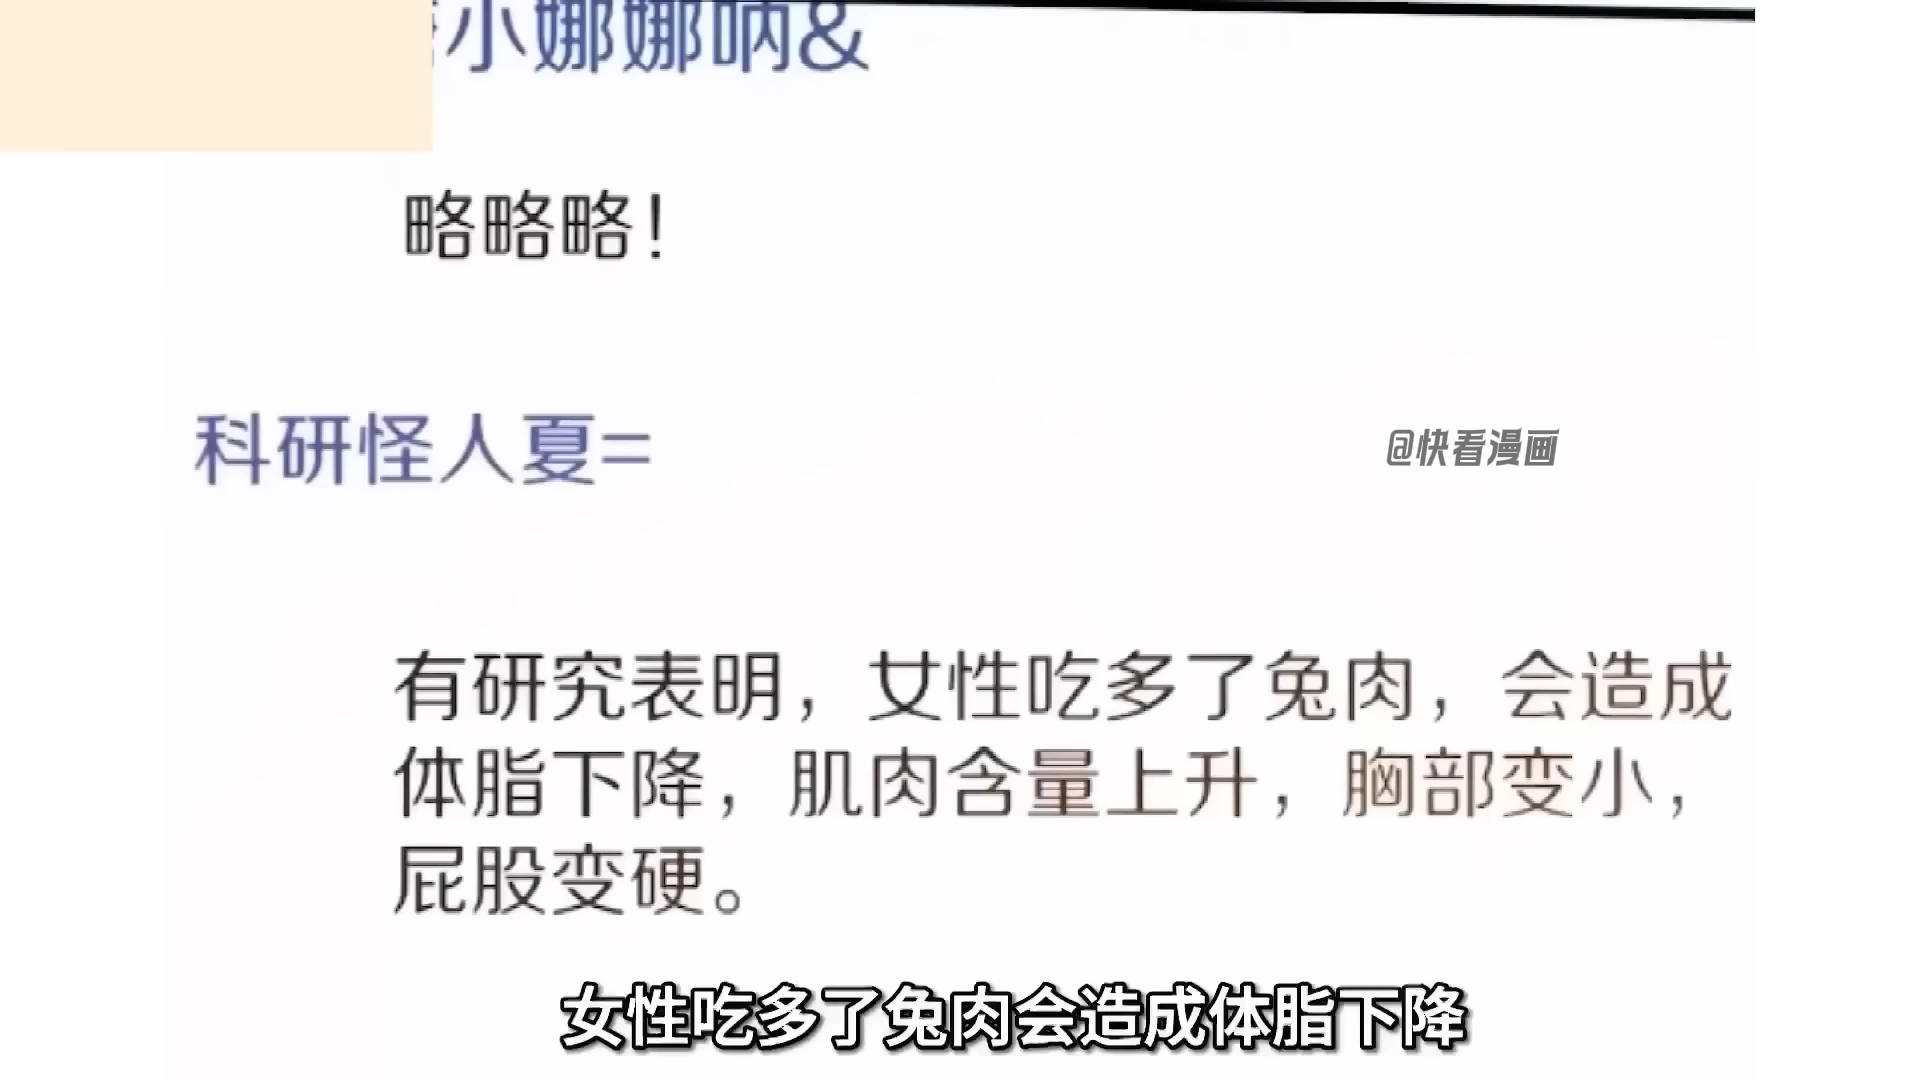 小娜娜呐&
略略略！
科研怪人夏=
@快看漫画
有研究表明，女性吃多了兔肉，会造成
体脂下降，肌肉含量上升，胸部变小，
屁股变硬。
女性吃多了兔肉会造成体脂下降